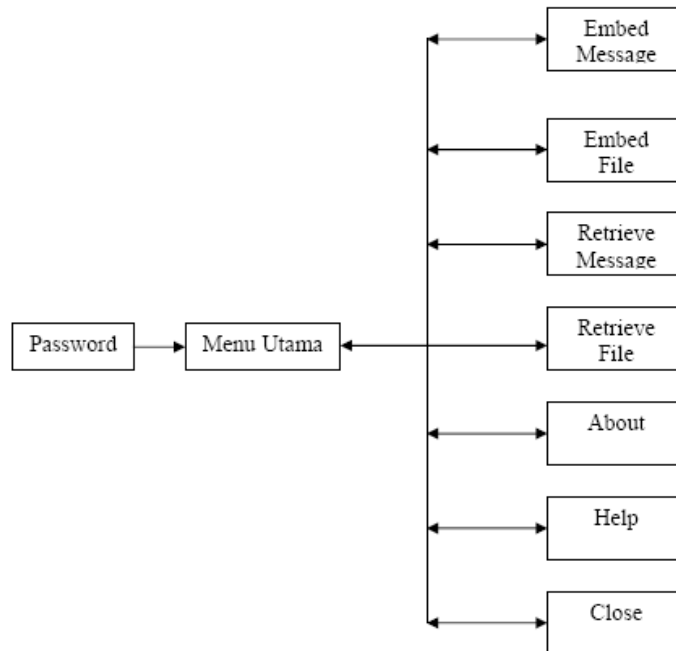 Embed
Message
Embed
File
Retrieve
Message
Password
Menu Utama
Retrieve
File
About
Help
Close